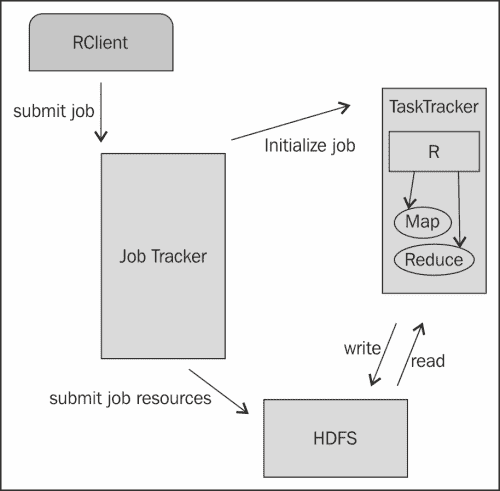 RClient
submit job
Initialize job
TaskTracker
R
Map
Reduce
Job Tracker
write
read
submit job resources
HDFS